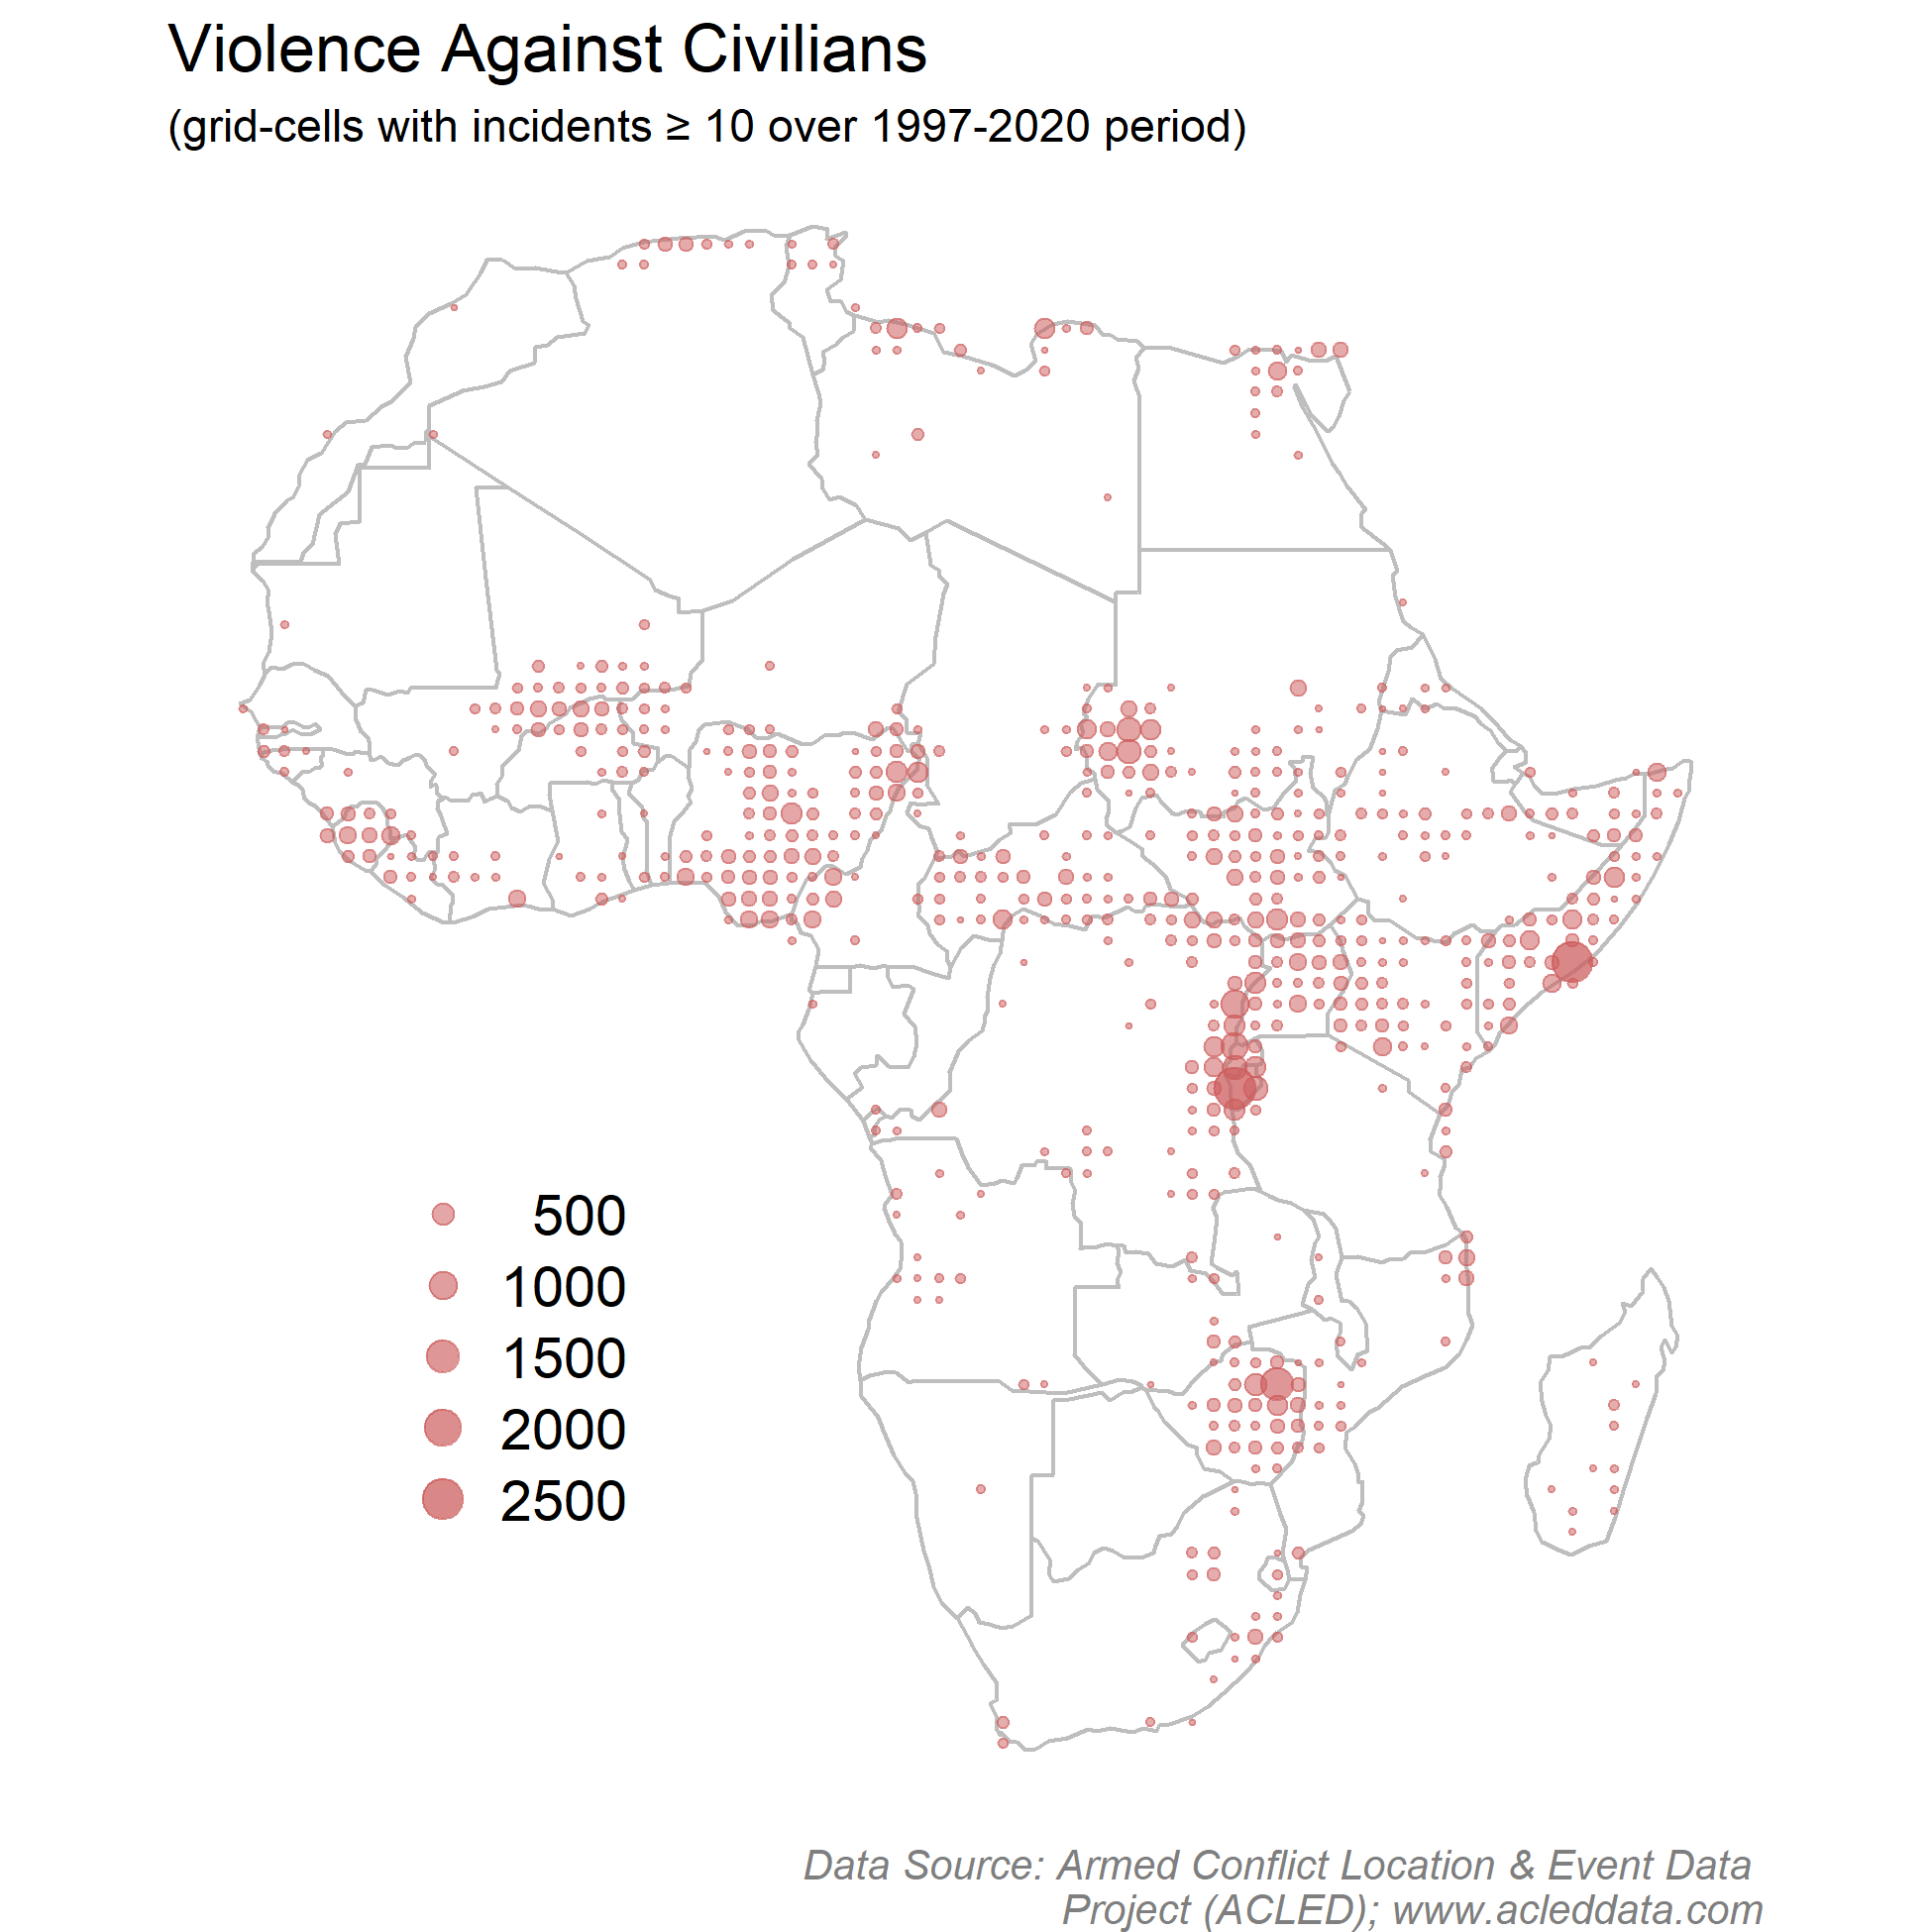 Violence Against Civilians
(grid-cells with incidents ≥ 10 over 1997-2020 period)
500
1000
1500
2000
2500
Data Source: Armed Conflict Location & Event Data
Project (ACLED); www.acleddata.com